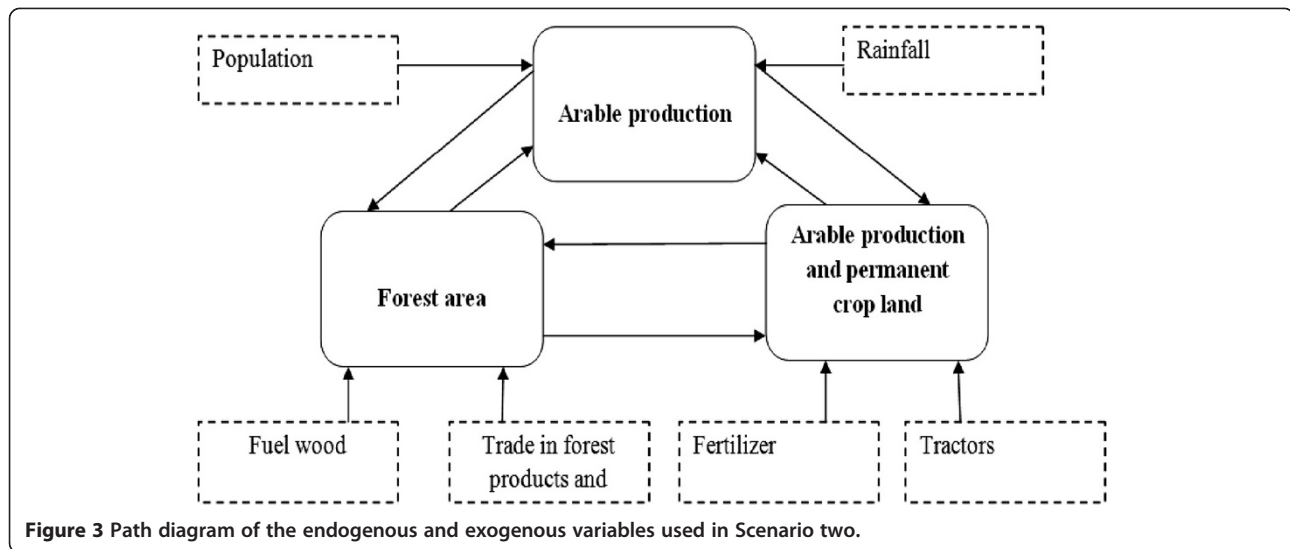 Population
Rainfall
Arable production
Forest area
Arable production
and permanent
crop land
Fuel wood
Trade in forest
products and
Fertilizer
Tractors
Figure 3 Path diagram of the endogenous and exogenous variables used in Scenario two.